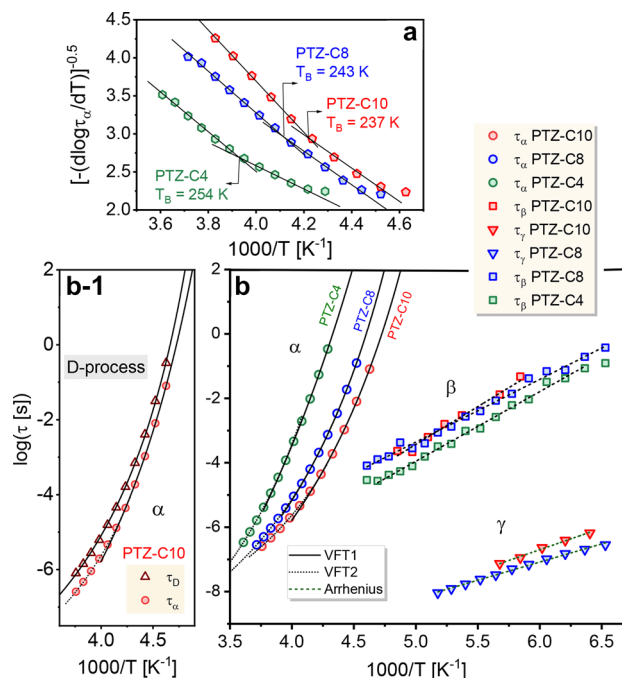 a
[-(dlogτα/dT)]^-0.5
4.5
4.0
3.5
3.0
2.5
2.0
PTZ-C8
TB = 243 K
PTZ-C10
TB = 237 K
PTZ-C4
TB = 254 K
3.6 4.0 4.4 4.8
1000/T [K-1]
τα PTZ-C10
τα PTZ-C8
τα PTZ-C4
τβ PTZ-C10
τγ PTZ-C10
τγ PTZ-C8
τβ PTZ-C8
τβ PTZ-C4
b-1
log(τ [s])
2
0
-2
-4
-6
-8
D-process
α
PTZ-C10
τD
τα
4.0 4.5
1000/T [K-1]
b
2
0
-2
-4
-6
-8
α
PTZ-C4
PTZ-C8
PTZ-C10
β
γ
VFT1
VFT2
Arrhenius
3.5 4.0 4.5 5.0 5.5 6.0 6.5
1000/T [K-1]